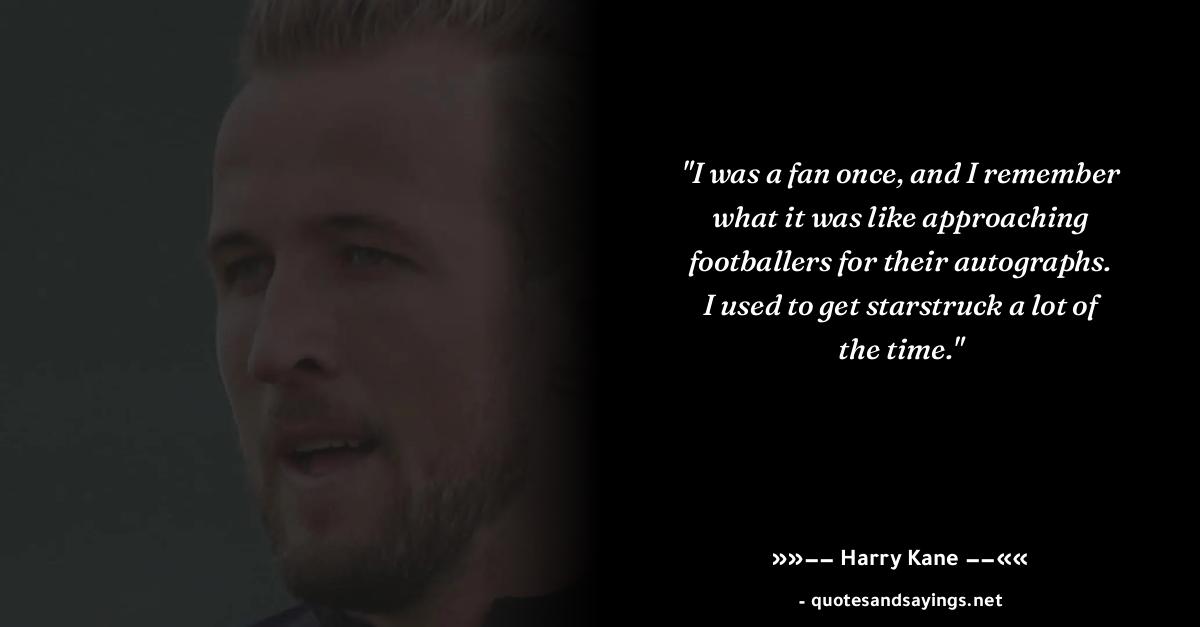 "I was a fan once, and I remember
what it was like approaching
footballers for their autographs.
I used to get starstruck a lot of
the time."
»»−− Harry Kane −−««
- quotesandsayings.net